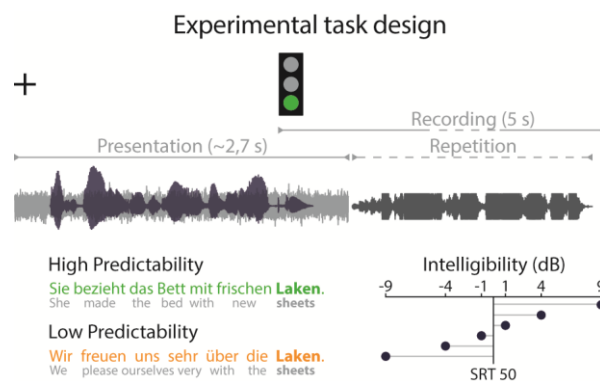 Experimental task design
+
Recording (5 s)
Presentation (~2,7 s)
Repetition
High Predictability
Sie bezieht das Bett mit frischen Laken.
She made the bed with new sheets
Low Predictability
Wir freuen uns sehr über die Laken.
We please ourselves very with the sheets
Intelligibility (dB)
-9 -4 -1 1 4 9
SRT 50